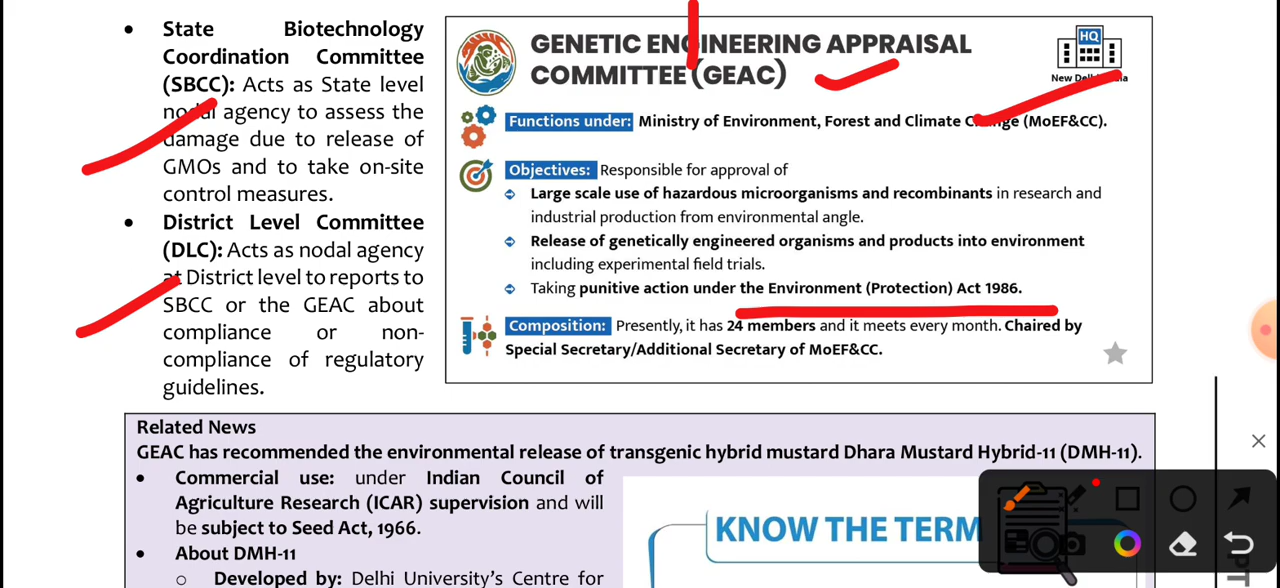 • State Biotechnology
Coordination Committee
(SBCC): Acts as State level
nodal agency to assess the
damage due to release of
GMOs and to take on-site
control measures.
• District Level Committee
(DLC): Acts as nodal agency
at District level to reports to
SBCC or the GEAC about
compliance or non-
compliance of regulatory
guidelines.
GENETIC ENGINEERING APPRAISAL
COMMITTEE (GEAC)
HQ
New Delhi, India
Functions under: Ministry of Environment, Forest and Climate Change (MoEF&CC).
Objectives: Responsible for approval of
Large scale use of hazardous microorganisms and recombinants in research and
industrial production from environmental angle.
Release of genetically engineered organisms and products into environment
including experimental field trials.
Taking punitive action under the Environment (Protection) Act 1986.
Composition: Presently, it has 24 members and it meets every month. Chaired by
Special Secretary/Additional Secretary of MoEF&CC.
Related News
GEAC has recommended the environmental release of transgenic hybrid mustard Dhara Mustard Hybrid-11 (DMH-11).
• Commercial use: under Indian Council of
Agriculture Research (ICAR) supervision and will
be subject to Seed Act, 1966.
• About DMH-11
o Developed by: Delhi University's Centre for
KNOW THE TERM
PT